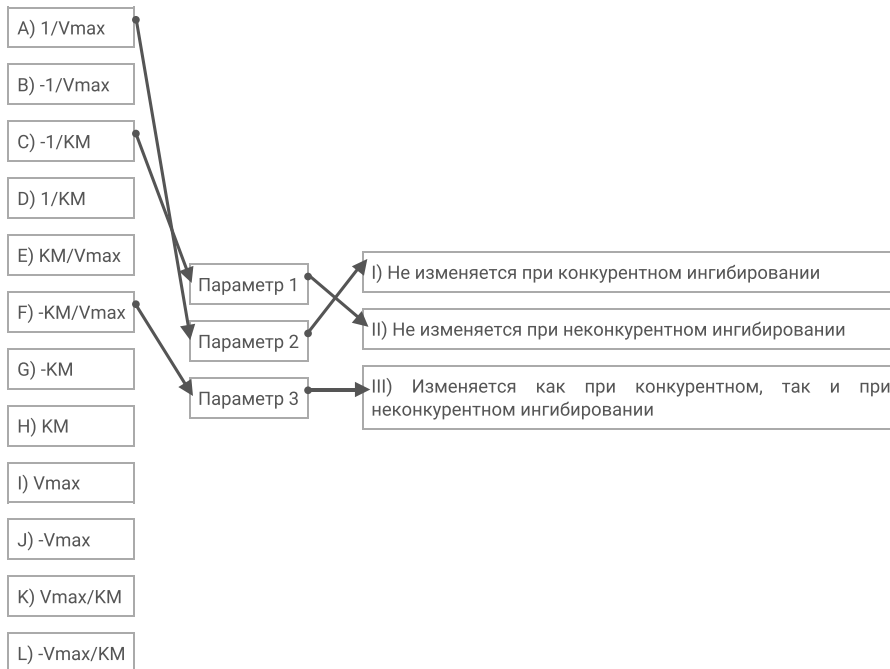 A) 1/Vmax
B) -1/Vmax
C) -1/KM
D) 1/KM
E) KM/Vmax
F) -KM/Vmax
G) -KM
H) KM
I) Vmax
J) -Vmax
K) Vmax/KM
L) -Vmax/KM
Параметр 1
Параметр 2
Параметр 3
I) Не изменяется при конкурентном ингибировании
II) Не изменяется при неконкурентном ингибировании
III) Изменяется как при конкурентном, так и при
неконкурентном ингибировании